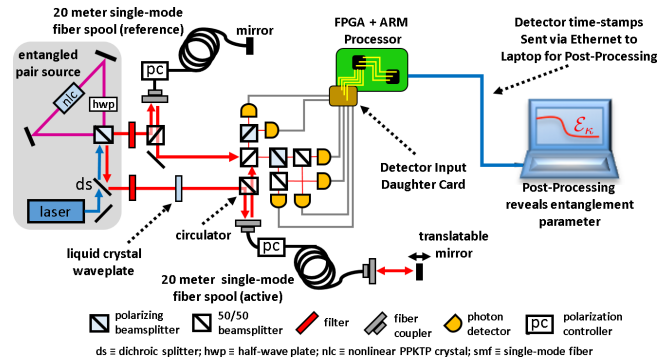 20 meter single-mode
fiber spool (reference)
mirror
FPGA + ARM
Processor
Detector time-stamps
Sent via Ethernet to
Laptop for Post-Processing
entangled
pair source
pc
nlc
hwp
ds
laser
ℰκ
Detector Input
Daughter Card
Post-Processing
reveals entanglement
parameter
liquid crystal
waveplate
circulator
pc
translatable
mirror
20 meter single-mode
fiber spool (active)
polarizing
beamsplitter
50/50
beamsplitter
filter
fiber
coupler
photon
detector
pc
polarization
controller
ds ≡ dichroic splitter; hwp ≡ half-wave plate; nlc ≡ nonlinear PPKTP crystal; smf ≡ single-mode fiber